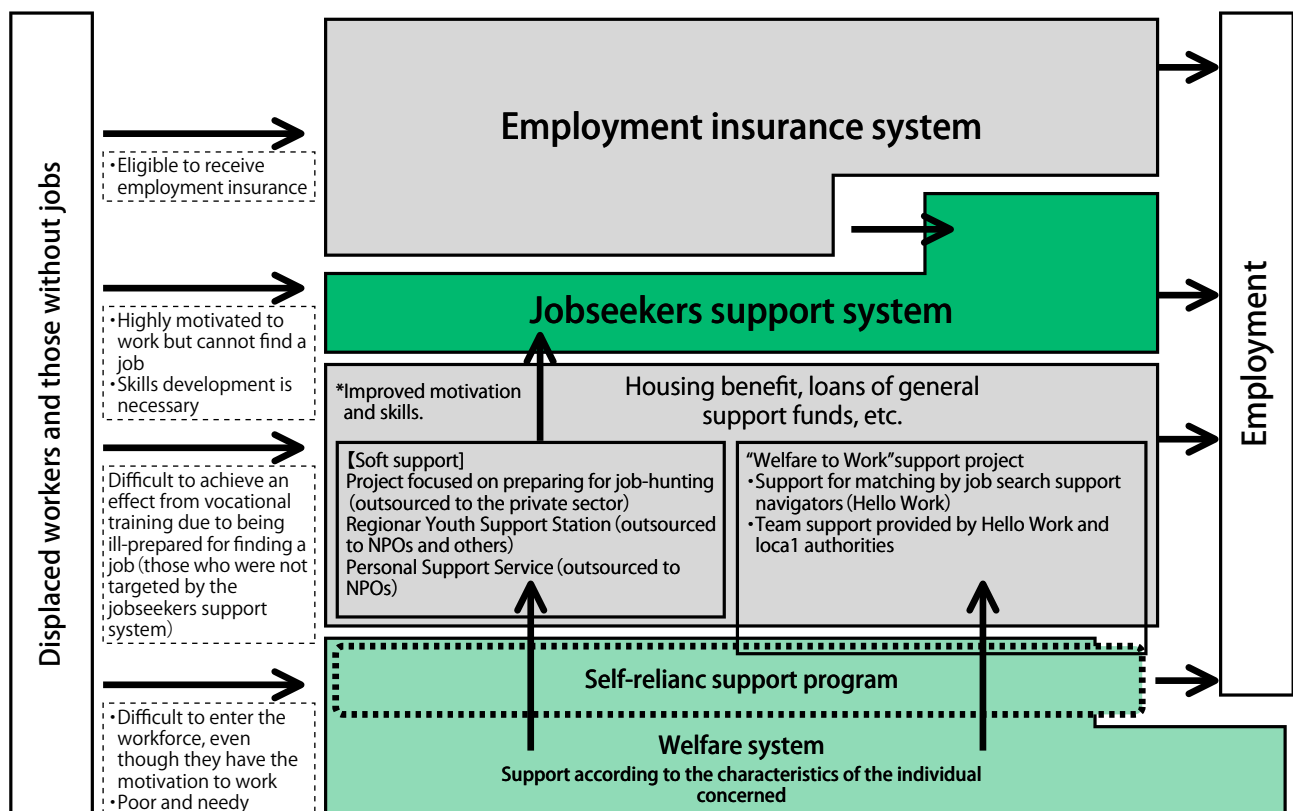 Displaced workers and those without jobs
・Eligible to receive
employment insurance
・Highly motivated to
work but cannot find a
job
・Skills development is
necessary
Difficult to achieve an
effect from vocational
training due to being
ill-prepared for finding a
job (those who were not
targeted by the
jobseekers support
system)
・Difficult to enter the
workforce, even
though they have the
motivation to work
・Poor and needy
Employment insurance system
Jobseekers support system
*Improved motivation
and skills.
Housing benefit, loans of general
support funds, etc.
【Soft support]
Project focused on preparing for job-hunting
(outsourced to the private sector)
Regionar Youth Support Station (outsourced
to NPOs and others)
Personal Support Service (outsourced to
NPOs)
“Welfare to Work”support project
・Support for matching by job search support
navigators (Hello Work)
・Team support provided by Hello Work and
loca1 authorities
Self-relianc support program
Welfare system
Support according to the characteristics of the individual
concerned
Employment